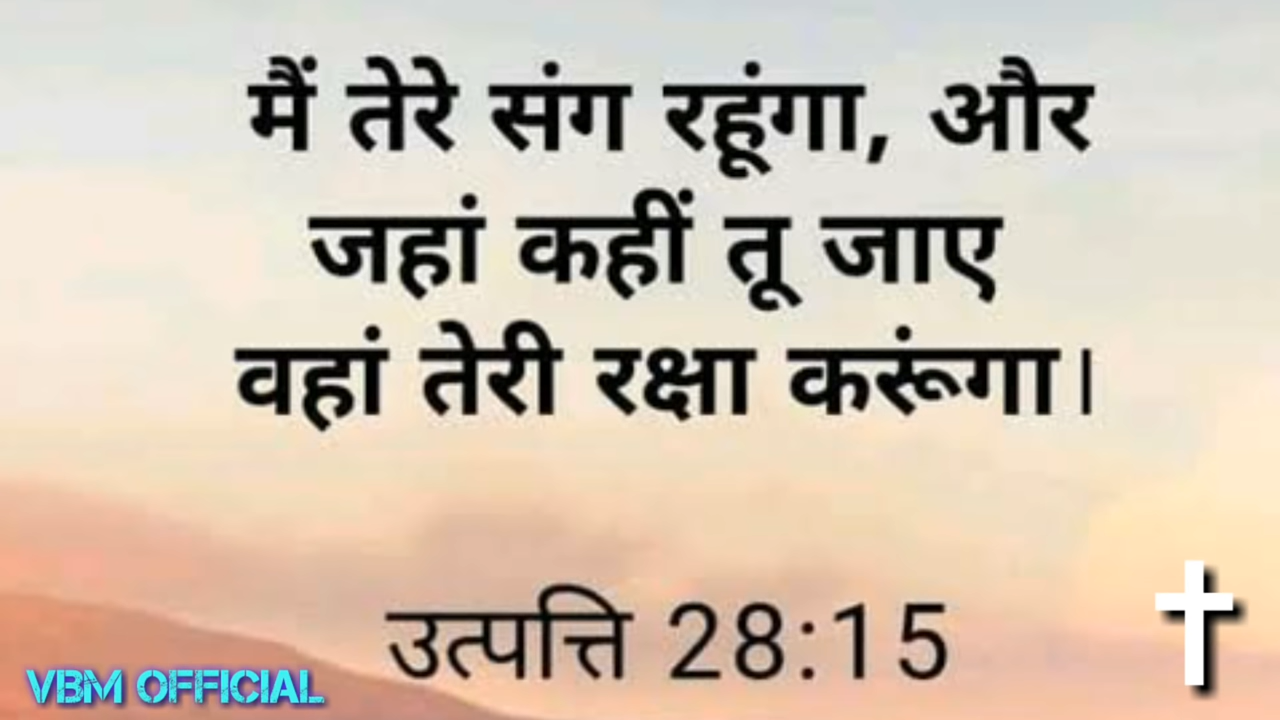 मैं तेरे संग रहूंगा, और
जहां कहीं तू जाए
वहां तेरी रक्षा करूंगा।
उत्पत्ति 28:15
VBM OFFICIAL